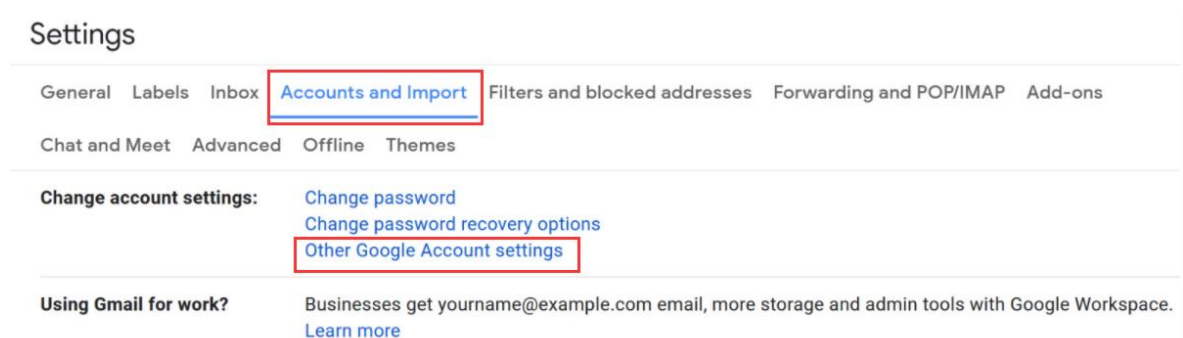 Settings
General Labels Inbox Accounts and Import Filters and blocked addresses Forwarding and POP/IMAP Add-ons
Chat and Meet Advanced Offline Themes
Change account settings: Change password
Change password recovery options
Other Google Account settings
Using Gmail for work? Businesses get yourname@example.com email, more storage and admin tools with Google Workspace.
Learn more